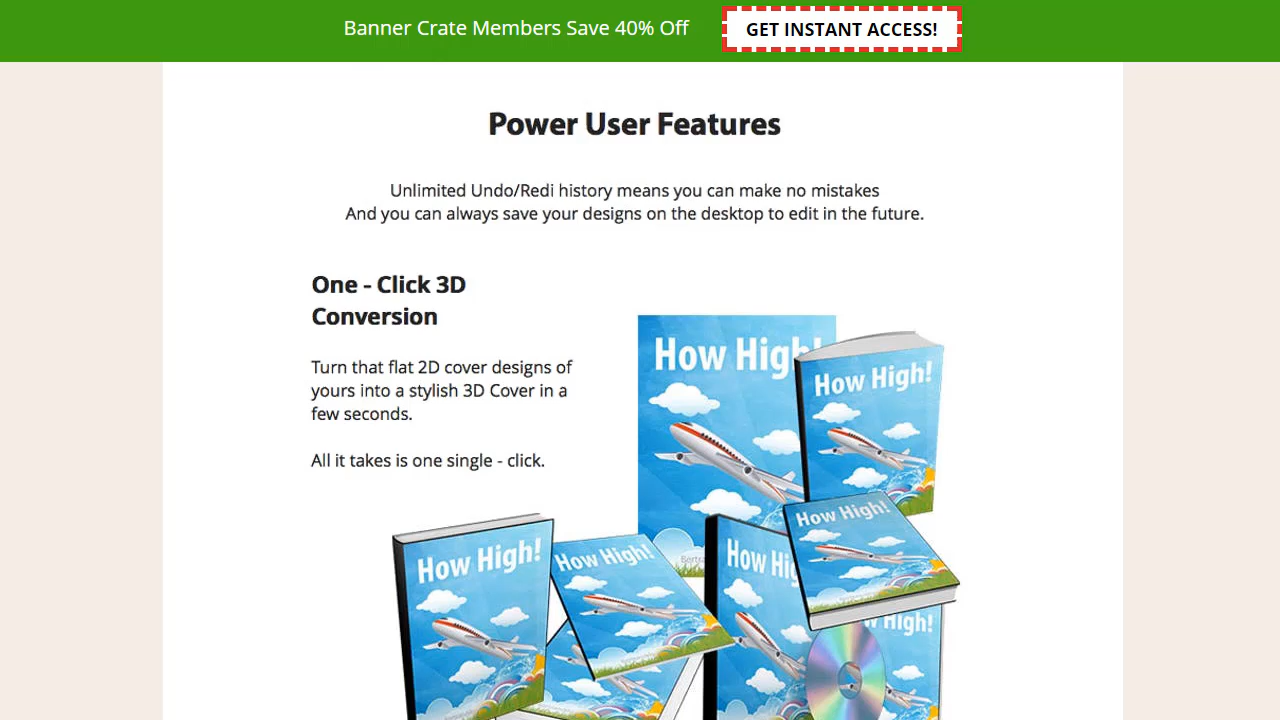 Banner Crate Members Save 40% Off
GET INSTANT ACCESS!
Power User Features
Unlimited Undo/Redi history means you can make no mistakes
And you can always save your designs on the desktop to edit in the future.
One - Click 3D
Conversion
Turn that flat 2D cover designs of
yours into a stylish 3D Cover in a
few seconds.
All it takes is one single - click.
How High!
How High!
How High!
How High!
How High!
How
High!